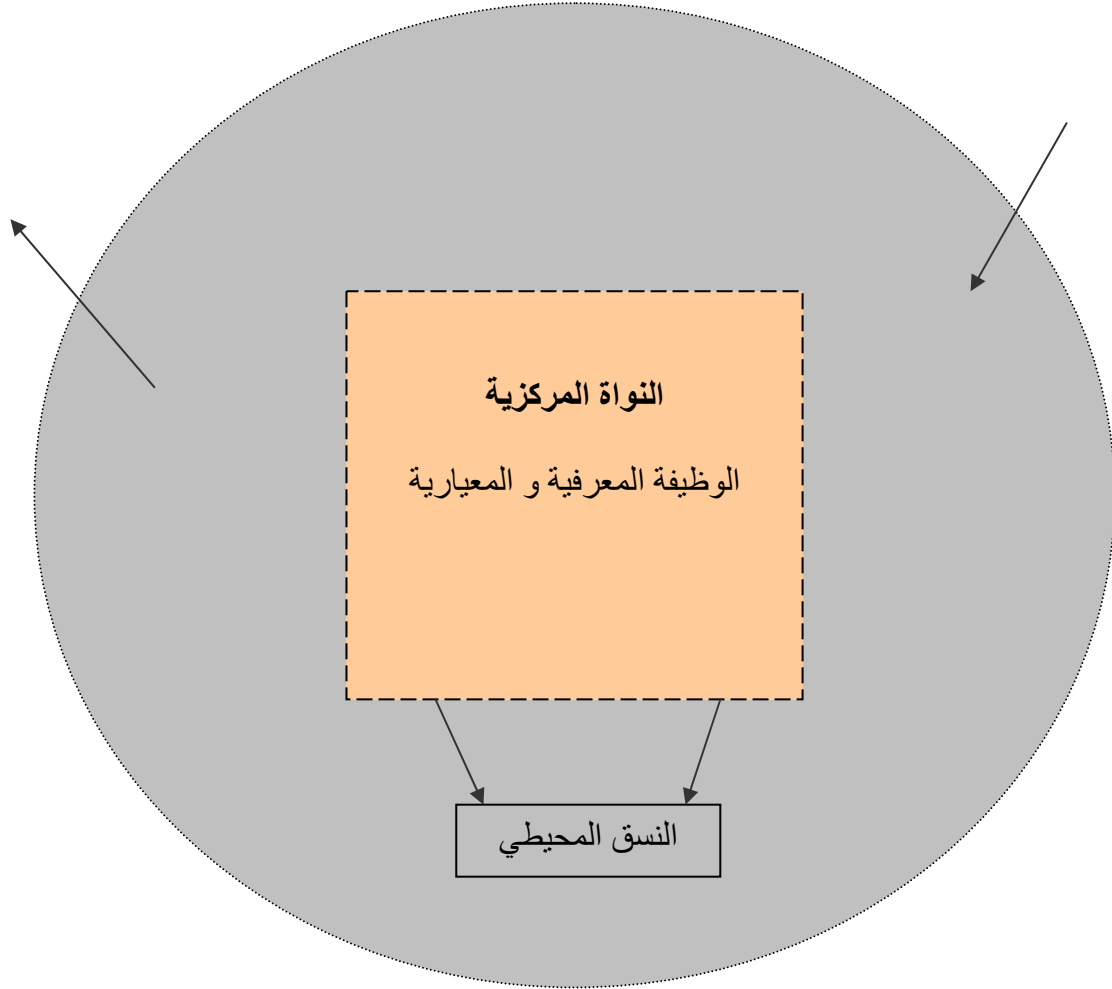 النواة المركزية
الوظيفة المعرفية و المعيارية
النسق المحيطي